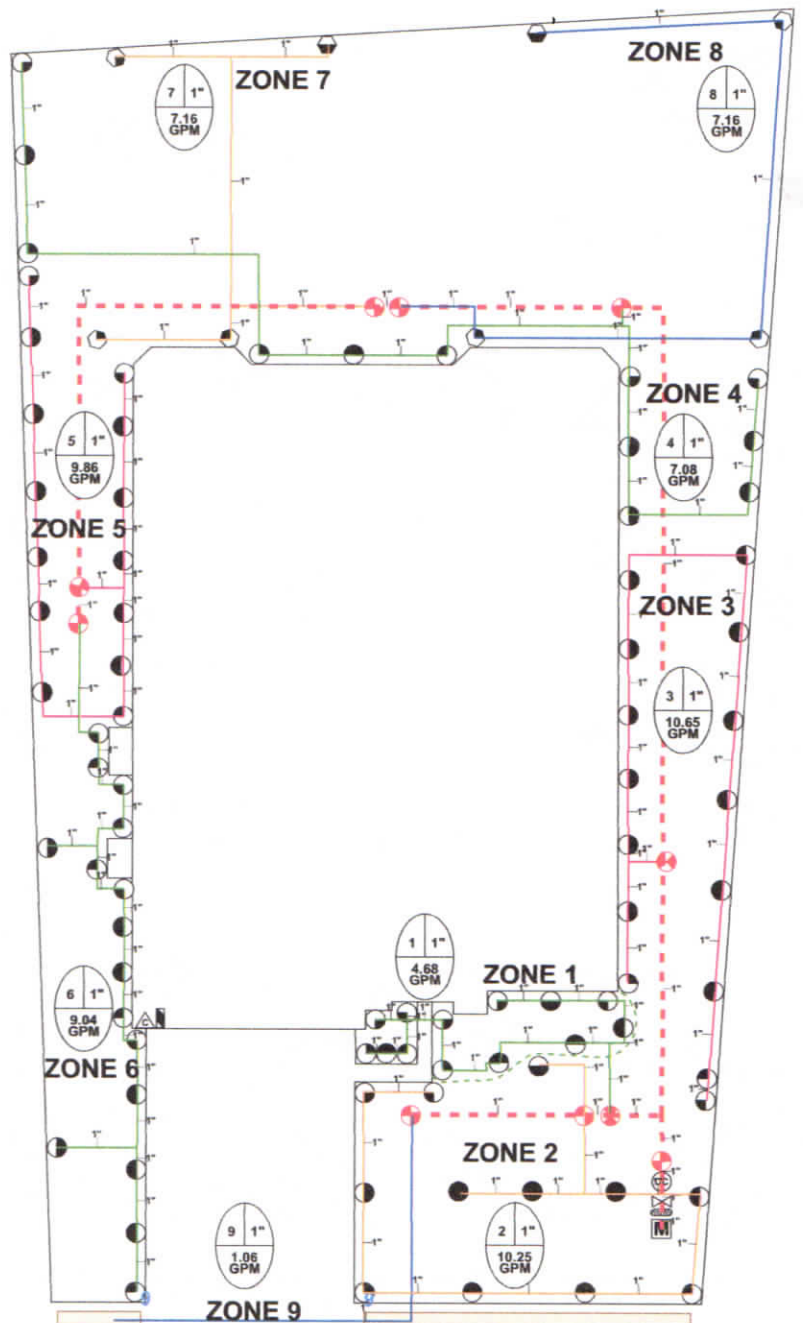 ZONE 7
ZONE 8
7 1"
7.16
GPM
8 1"
7.16
GPM
ZONE 4
5 1"
9.86
GPM
4 1"
7.08
GPM
ZONE 5
ZONE 3
3 1"
10.65
GPM
1 1"
4.68
GPM
ZONE 1
6 1"
9.04
GPM
C
ZONE 6
ZONE 2
M
9 1"
1.06
GPM
2 1"
10.25
GPM
ZONE 9